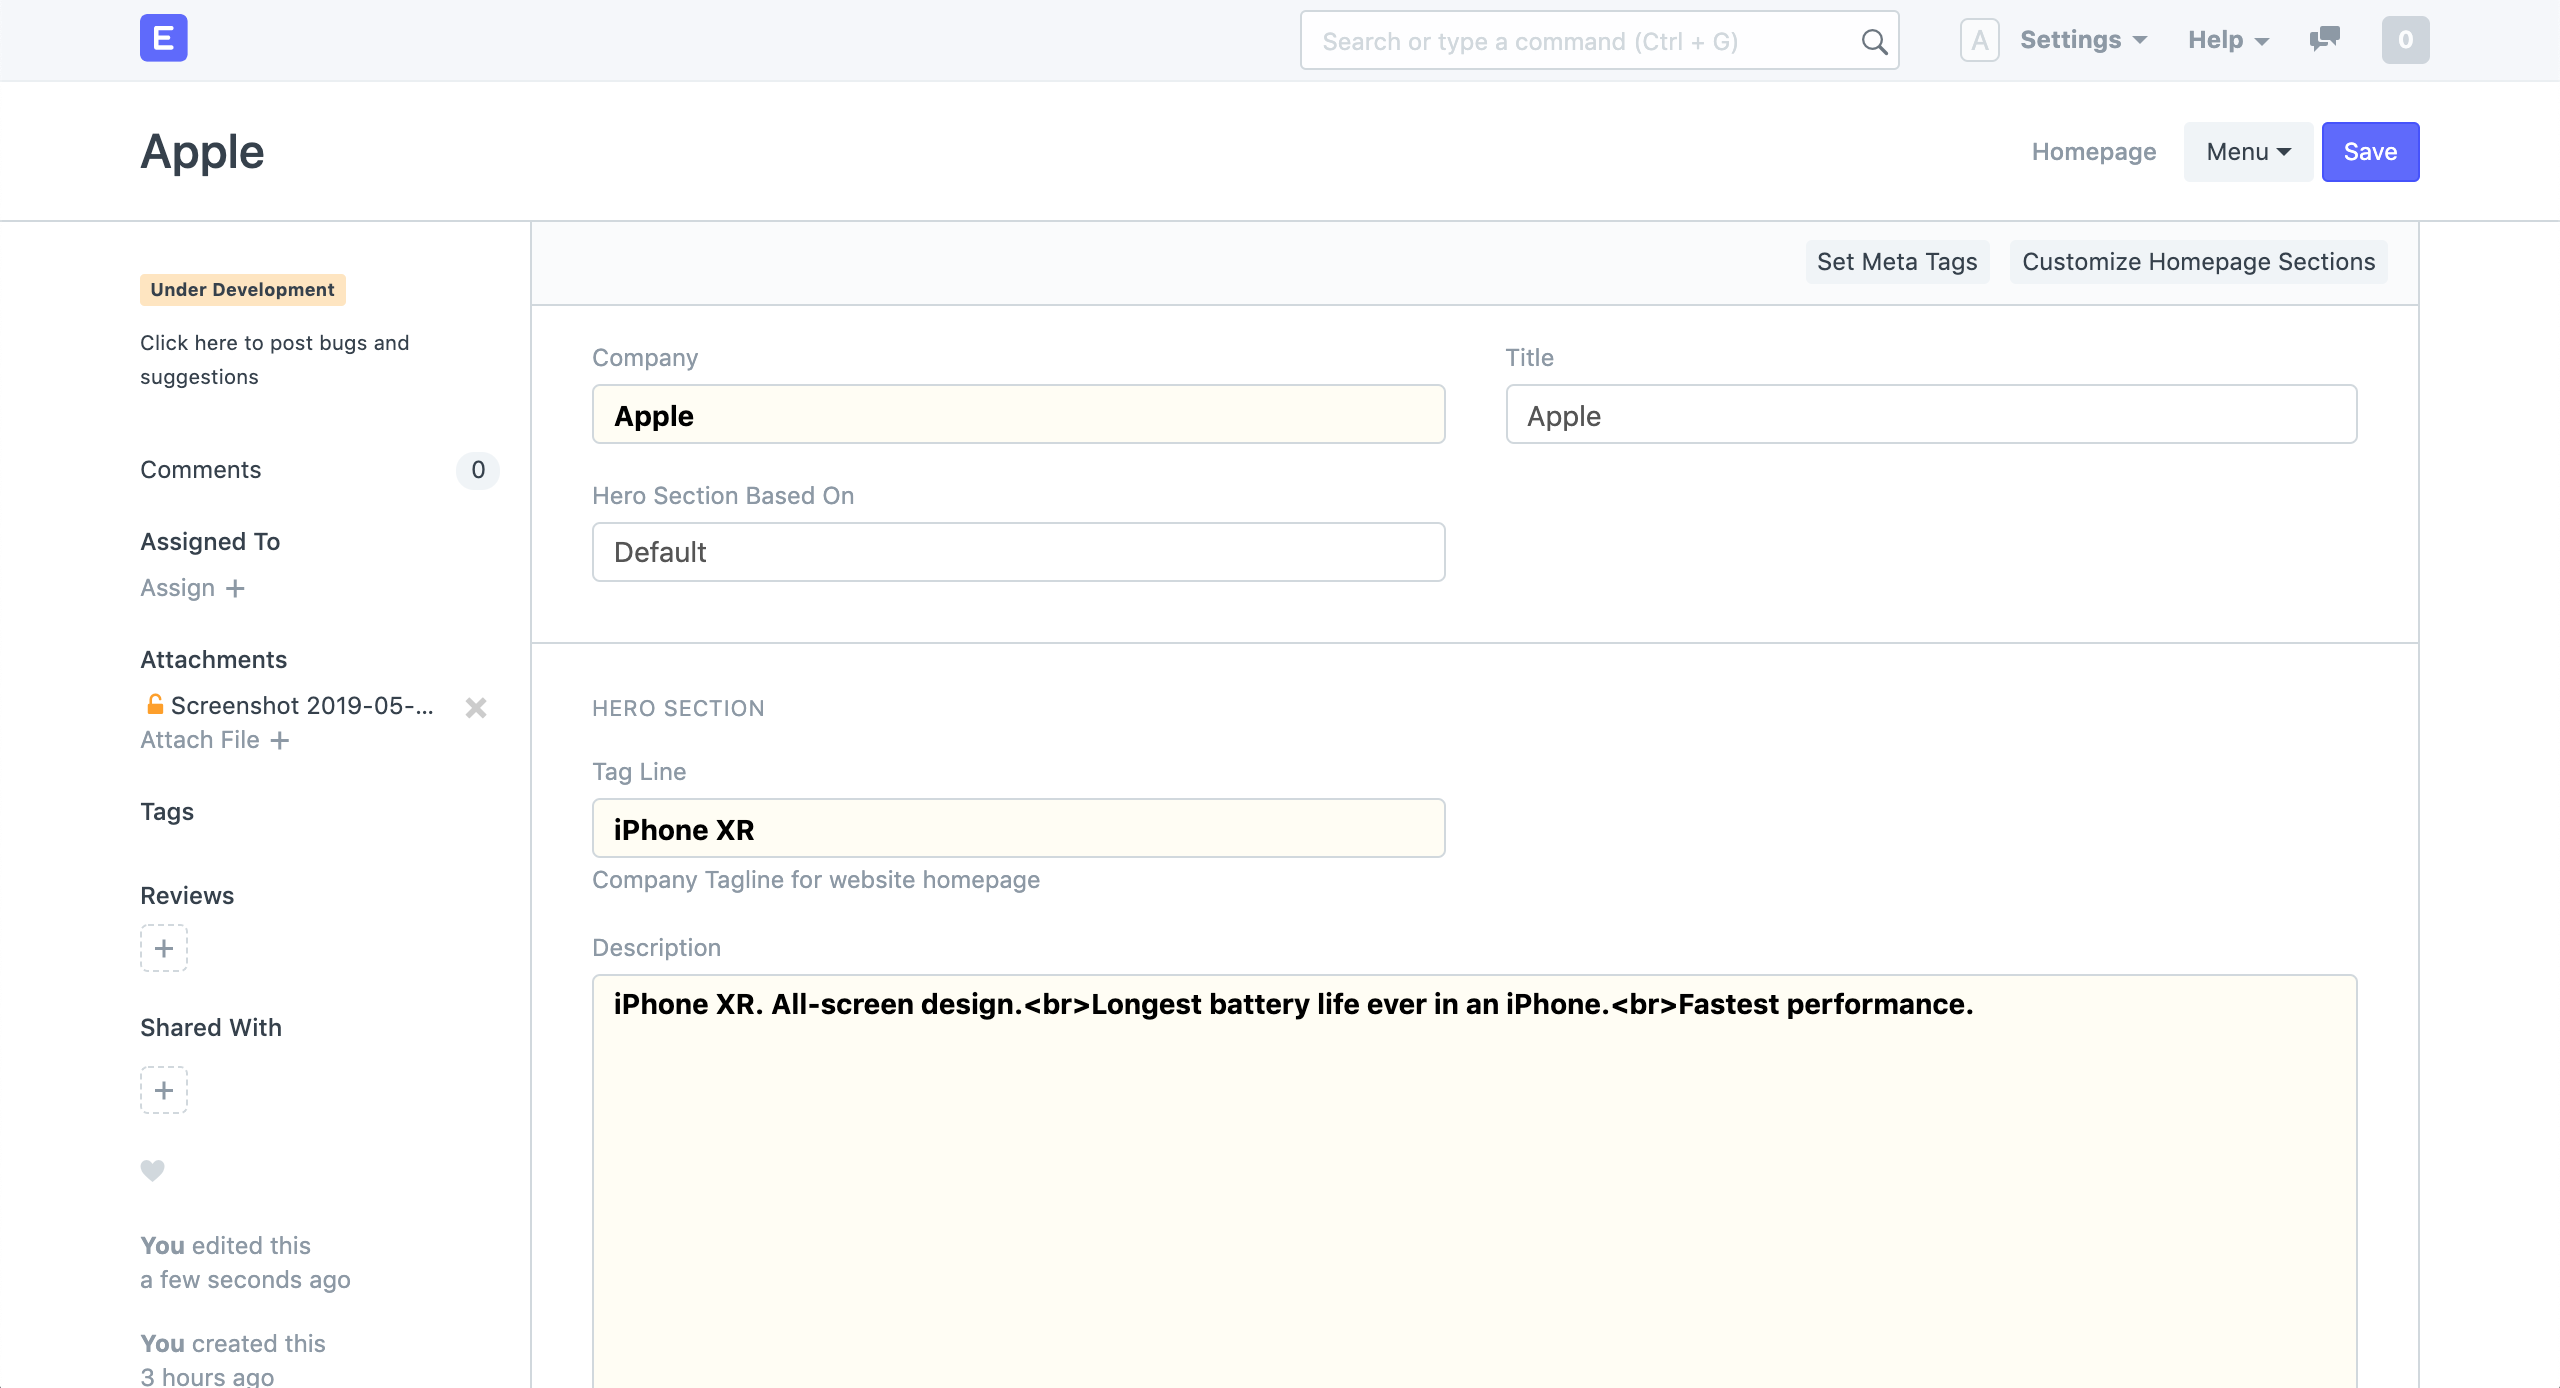 E
Search or type a command (Ctrl + G)
A
Settings
Help
0
Apple
Homepage
Menu
Save
Under Development
Click here to post bugs and
suggestions
Comments
0
Assigned To
Assign +
Attachments
Screenshot 2019-05-...
Attach File +
Tags
Reviews
+
Shared With
+
You edited this
a few seconds ago
You created this
3 hours ago
Set Meta Tags
Customize Homepage Sections
Company
Apple
Title
Apple
Hero Section Based On
Default
HERO SECTION
Tag Line
iPhone XR
Company Tagline for website homepage
Description
iPhone XR. All-screen design.<br>Longest battery life ever in an iPhone.<br>Fastest performance.